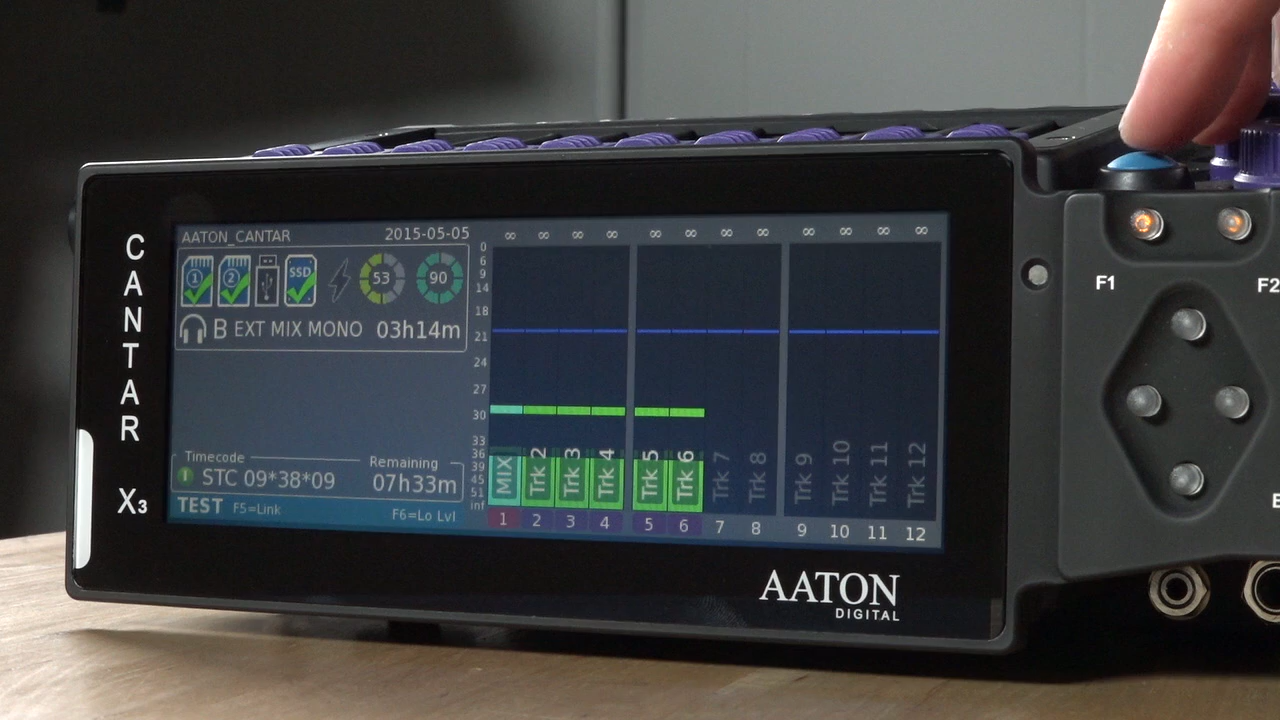 CANTAR X3
AATON_CANTAR 2015-05-05
1 2 SSD 53 90
B EXT MIX MONO 03h14m
Timecode Remaining
STC 09*38*09 07h33m
TEST F5=Link F6=Lo Lvl
∞ ∞ ∞ ∞ ∞ ∞ ∞ ∞ ∞ ∞ ∞ ∞
0
6
9
14
18
21
24
27
30
33
36
39
45
51
inf
MIX Trk 2 Trk 3 Trk 4 Trk 5 Trk 6 Trk 7 Trk 8 Trk 9 Trk 10 Trk 11 Trk 12
1 2 3 4 5 6 7 8 9 10 11 12
AATON
DIGITAL
F1 F2